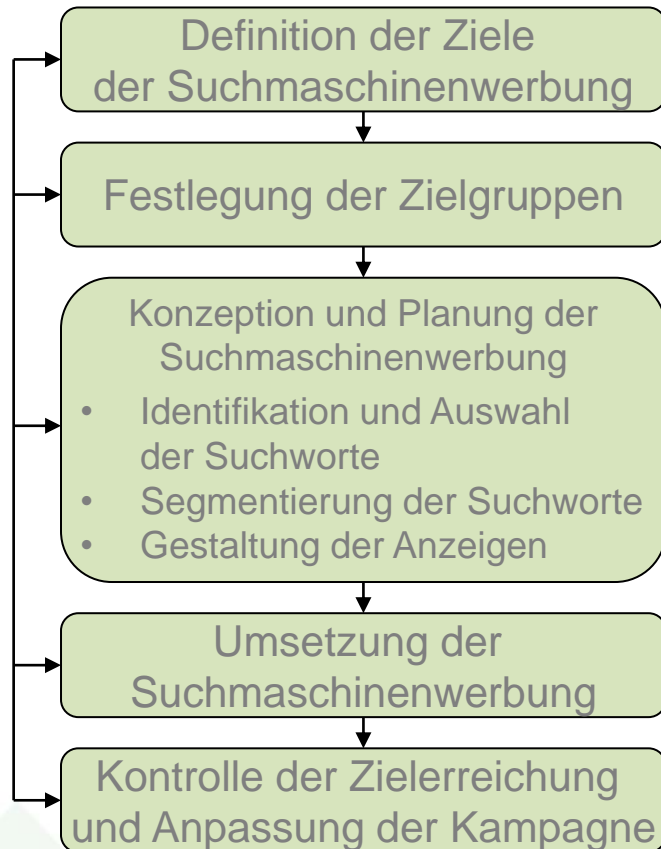 Definition der Ziele
der Suchmaschinenwerbung
Festlegung der Zielgruppen
Konzeption und Planung der
Suchmaschinenwerbung
• Identifikation und Auswahl
der Suchworte
• Segmentierung der Suchworte
• Gestaltung der Anzeigen
Umsetzung der
Suchmaschinenwerbung
Kontrolle der Zielerreichung
und Anpassung der Kampagne